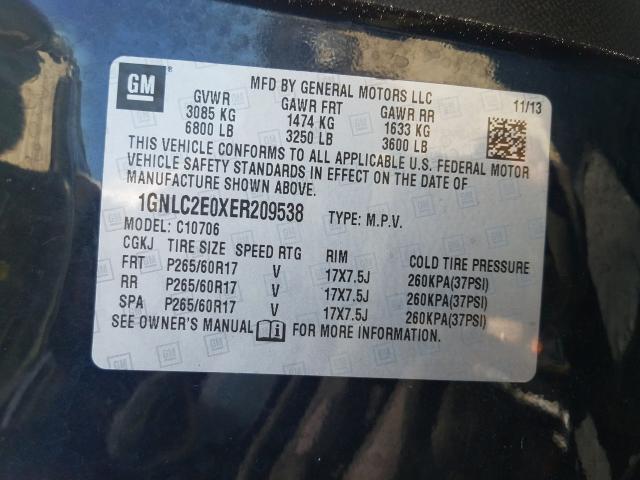 GM
MFD BY GENERAL MOTORS LLC
GVWR GAWR FRT GAWR RR 11/13
3085 KG 1474 KG 1633 KG
6800 LB 3250 LB 3600 LB
THIS VEHICLE CONFORMS TO ALL APPLICABLE U.S. FEDERAL MOTOR
VEHICLE SAFETY STANDARDS IN EFFECT ON THE DATE OF
MANUFACTURE SHOWN ABOVE.
1GNLC2E0XER209538 TYPE: M.P.V.
MODEL: C10706
CGKJ TIRE SIZE SPEED RTG RIM COLD TIRE PRESSURE
FRT P265/60R17 V 17X7.5J 260KPA(37PSI)
RR P265/60R17 V 17X7.5J 260KPA(37PSI)
SPA P265/60R17 V 17X7.5J 260KPA(37PSI)
SEE OWNER'S MANUAL FOR MORE INFORMATION.